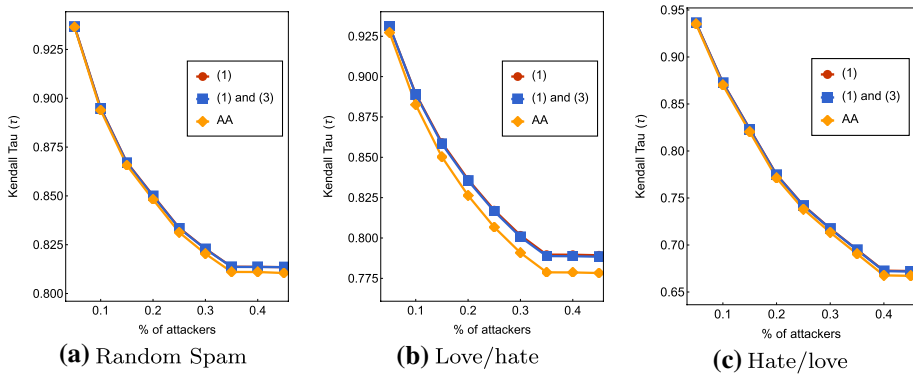 0.925
0.900
0.875
0.850
0.825
0.800
Kendall Tau (τ)
(1)
(1) and (3)
AA
0.1 0.2 0.3 0.4
% of attackers
(a) Random Spam
0.925
0.900
0.875
0.850
0.825
0.800
0.775
Kendall Tau (τ)
(1)
(1) and (3)
AA
0.1 0.2 0.3 0.4
% of attackers
(b) Love/hate
0.95
0.90
0.85
0.80
0.75
0.70
0.65
Kendall Tau (τ)
(1)
(1) and (3)
AA
0.1 0.2 0.3 0.4
% of attackers
(c) Hate/love